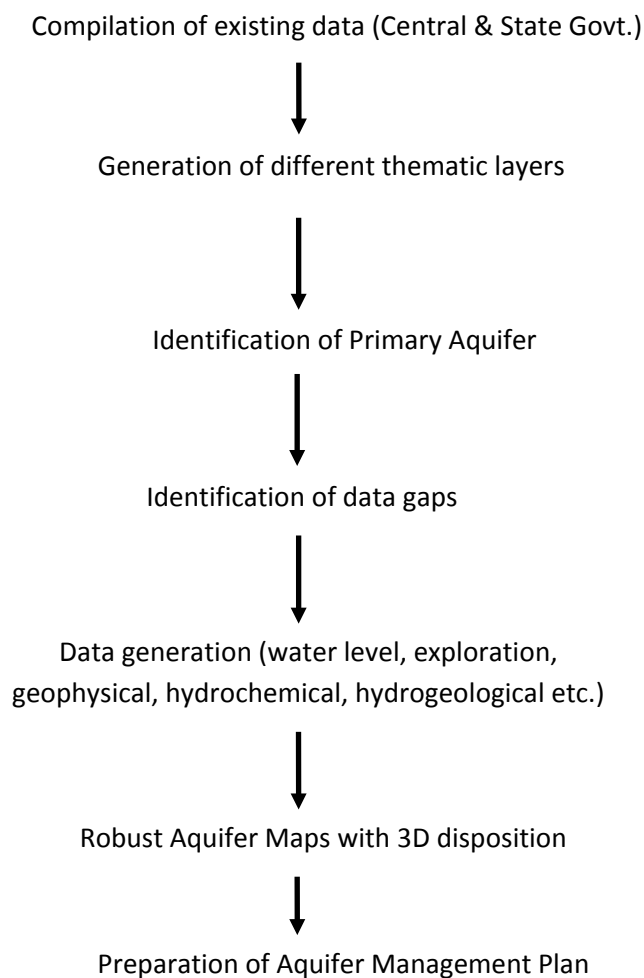 Compilation of existing data (Central & State Govt.)
Generation of different thematic layers
Identification of Primary Aquifer
Identification of data gaps
Data generation (water level, exploration,
geophysical, hydrochemical, hydrogeological etc.)
Robust Aquifer Maps with 3D disposition
Preparation of Aquifer Management Plan